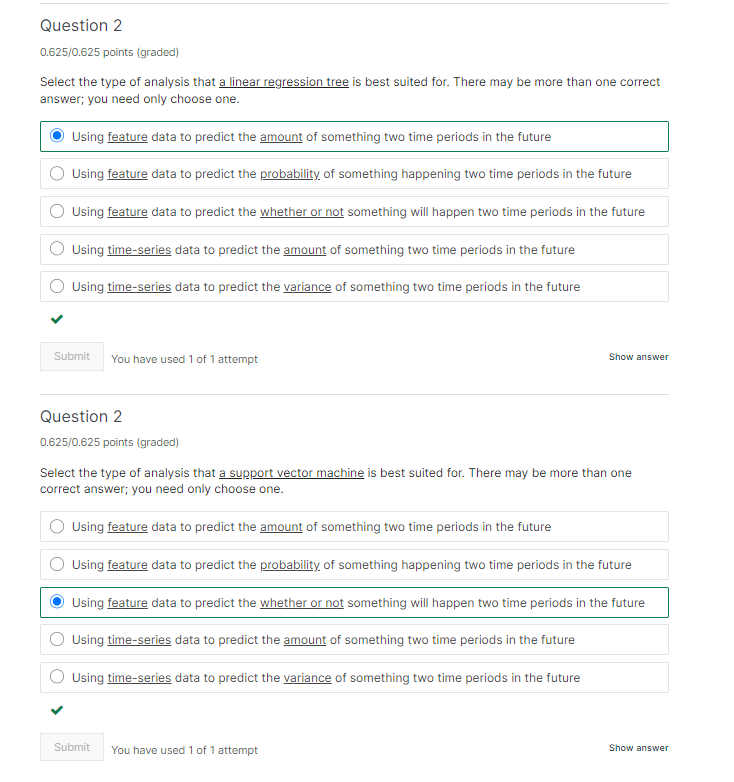 Question 2
0.625/0.625 points (graded)
Select the type of analysis that a linear regression tree is best suited for. There may be more than one correct
answer; you need only choose one.
Using feature data to predict the amount of something two time periods in the future
Using feature data to predict the probability of something happening two time periods in the future
Using feature data to predict the whether or not something will happen two time periods in the future
Using time-series data to predict the amount of something two time periods in the future
Using time-series data to predict the variance of something two time periods in the future
Submit You have used 1 of 1 attempt Show answer
Question 2
0.625/0.625 points (graded)
Select the type of analysis that a support vector machine is best suited for. There may be more than one
correct answer; you need only choose one.
Using feature data to predict the amount of something two time periods in the future
Using feature data to predict the probability of something happening two time periods in the future
Using feature data to predict the whether or not something will happen two time periods in the future
Using time-series data to predict the amount of something two time periods in the future
Using time-series data to predict the variance of something two time periods in the future
Submit You have used 1 of 1 attempt Show answer